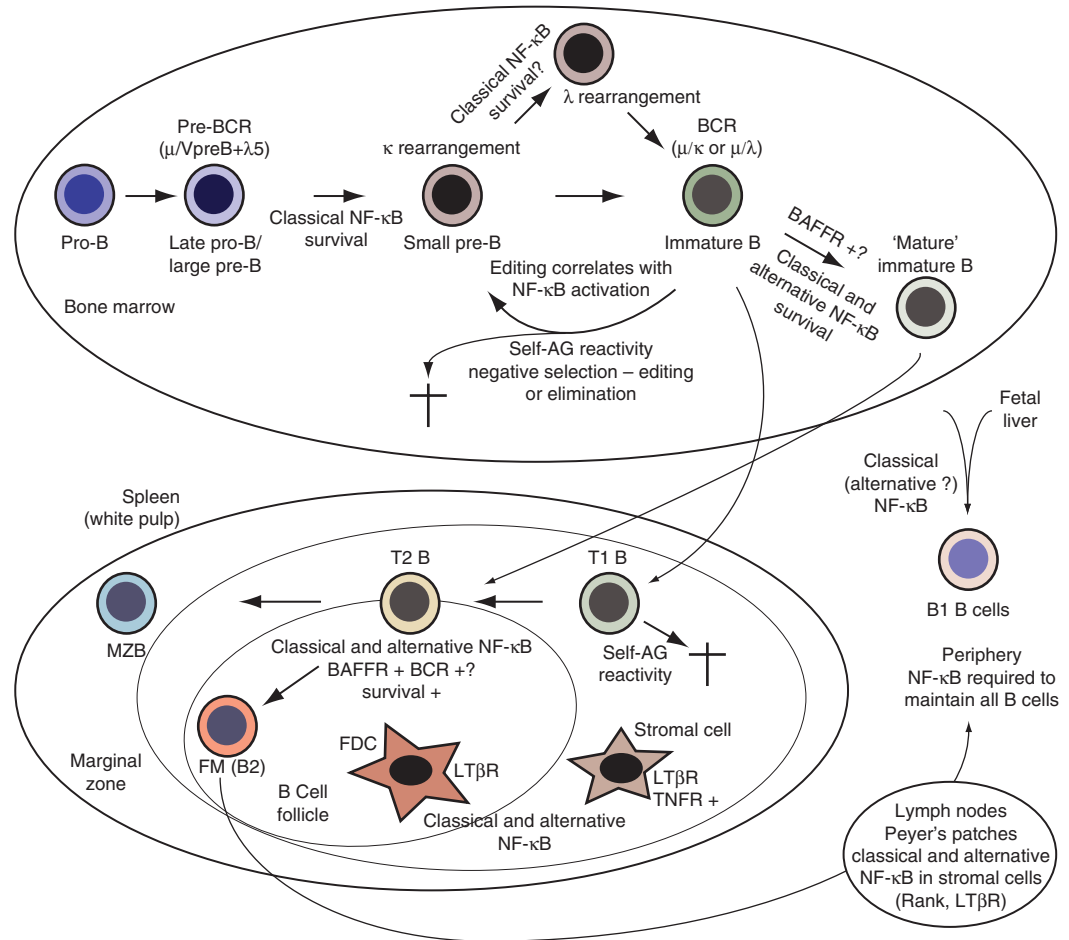 Classical NF-κB
survival?
λ rearrangement
Pre-BCR
(μ/VpreB+λ5)
κ rearrangement
BCR
(μ/κ or μ/λ)
Pro-B
Late pro-B/
large pre-B
Classical NF-κB
survival
Small pre-B
Immature B
BAFFR +?
Classical and
alternative NF-κB
survival
'Mature'
immature B
Bone marrow
Editing correlates with
NF-κB activation
Self-AG reactivity
negative selection – editing
or elimination
Fetal
liver
Classical
(alternative ?)
NF-κB
B1 B cells
Periphery
NF-κB required to
maintain all B cells
Spleen
(white pulp)
T2 B
T1 B
MZB
Classical and alternative NF-κB
BAFFR + BCR +?
survival +
Self-AG
reactivity
Marginal
zone
FM (B2)
B Cell
follicle
FDC
LTβR
Stromal cell
LTβR
TNFR +
Classical and alternative
NF-κB
Lymph nodes
Peyer's patches
classical and alternative
NF-κB in stromal cells
(Rank, LTβR)